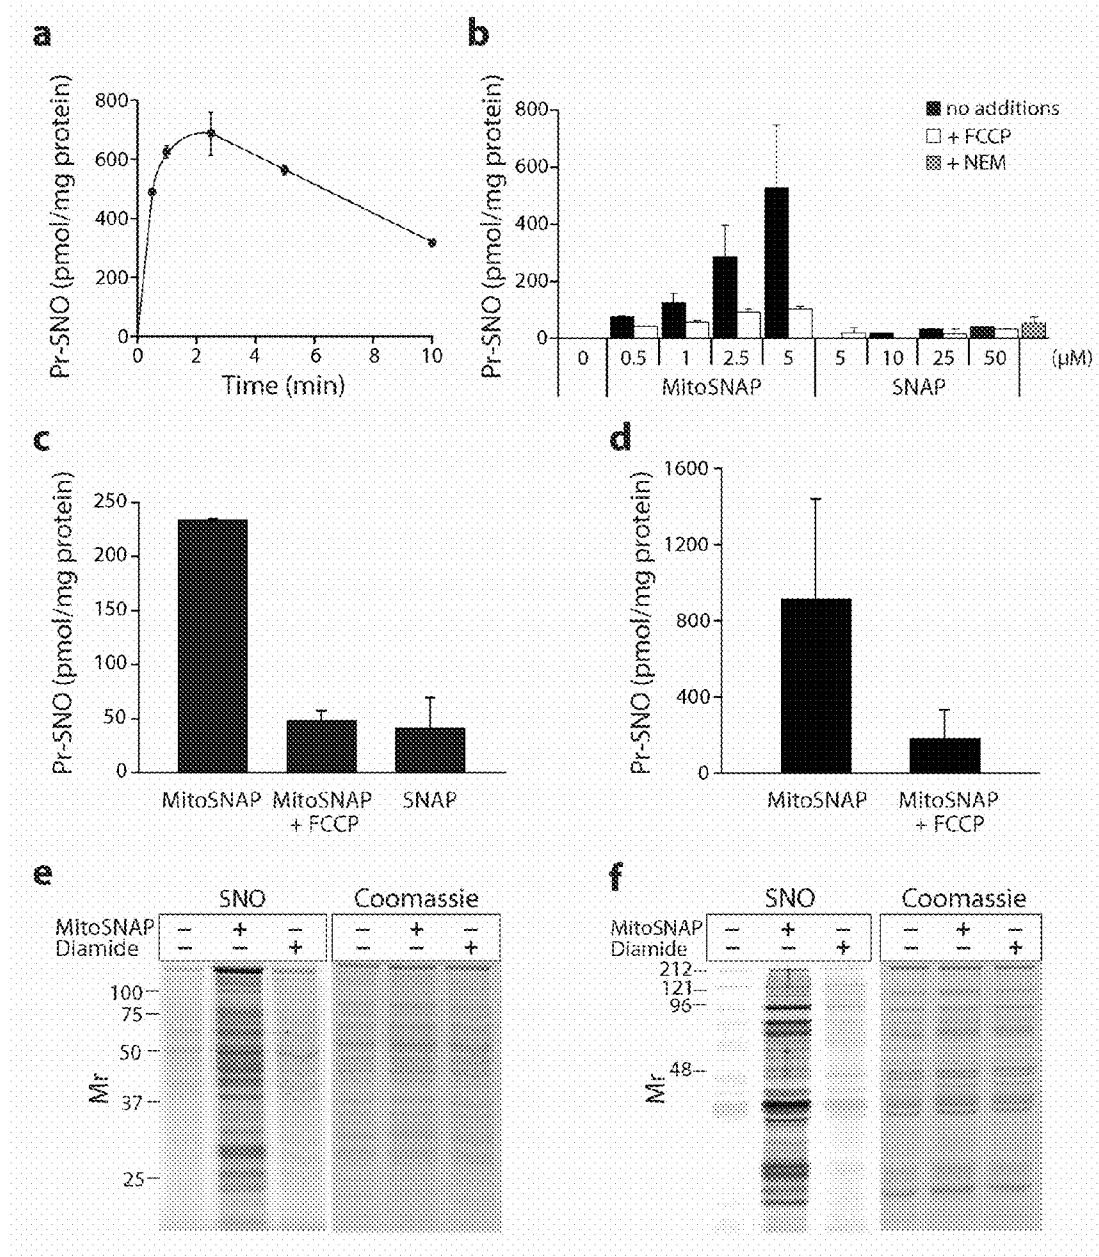 a
Pr-SNO (pmol/mg protein)
800
600
400
200
0
0 2 4 6 8 10
Time (min)
b
Pr-SNO (pmol/mg protein)
800
600
400
200
0
no additions
+ FCCP
+ NEM
0 0.5 1 2.5 5 5 10 25 50 (µM)
MitoSNAP SNAP
c
Pr-SNO (pmol/mg protein)
250
200
150
100
50
0
MitoSNAP MitoSNAP SNAP
+ FCCP
d
Pr-SNO (pmol/mg protein)
1600
1200
800
400
0
MitoSNAP MitoSNAP
+ FCCP
e
SNO Coomassie
MitoSNAP − + − − + −
Diamide − − + − − +
100
75
50
37
25
Mr
f
SNO Coomassie
MitoSNAP − + − − + −
Diamide − − + − − +
212
121
96
48
Mr